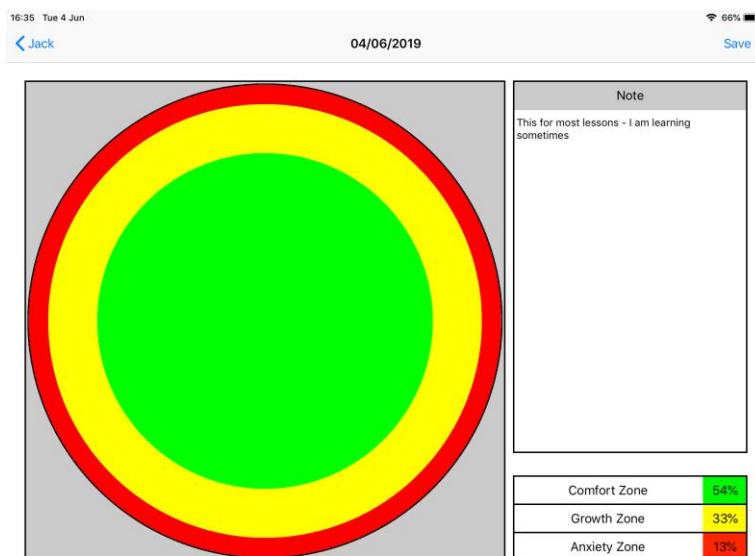 16:35 Tue 4 Jun
66%
Jack
04/06/2019
Save
Note
This for most lessons - I am learning
sometimes
Comfort Zone 54%
Growth Zone 33%
Anxiety Zone 13%